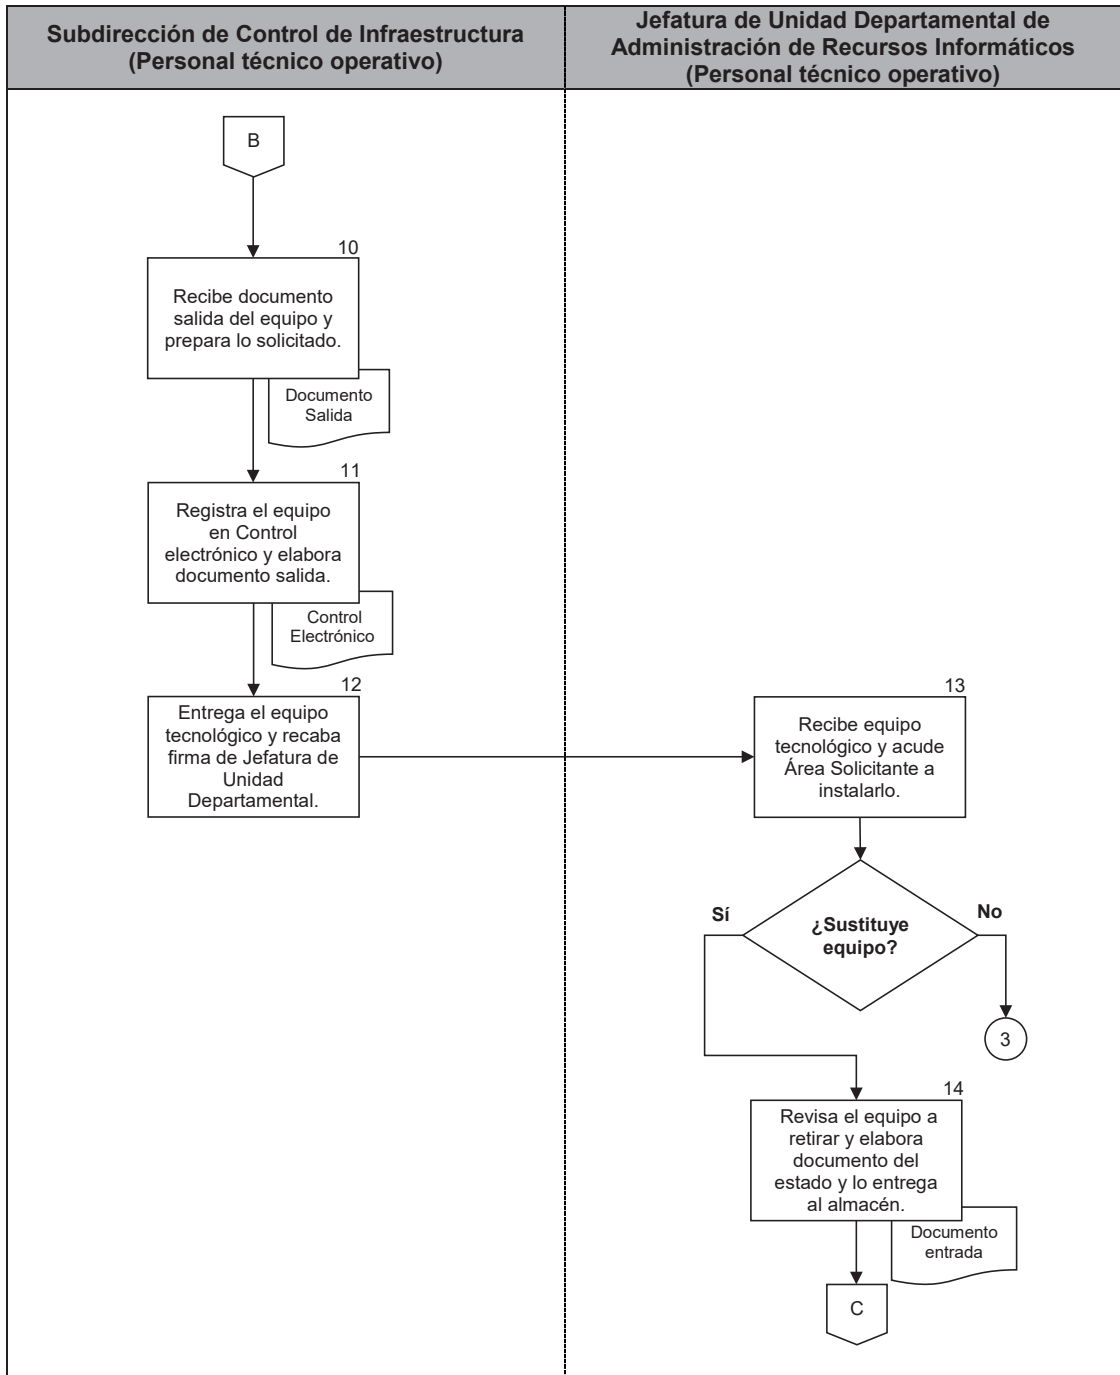 Subdirección de Control de Infraestructura
(Personal técnico operativo)
Jefatura de Unidad Departamental de
Administración de Recursos Informáticos
(Personal técnico operativo)
B
10
Recibe documento
salida del equipo y
prepara lo solicitado.
Documento
Salida
11
Registra el equipo
en Control
electrónico y elabora
documento salida.
Control
Electrónico
12
Entrega el equipo
tecnológico y recaba
firma de Jefatura de
Unidad
Departamental.
13
Recibe equipo
tecnológico y acude
Área Solicitante a
instalarlo.
Sí
¿Sustituye
equipo?
No
3
14
Revisa el equipo a
retirar y elabora
documento del
estado y lo entrega
al almacén.
Documento
entrada
C